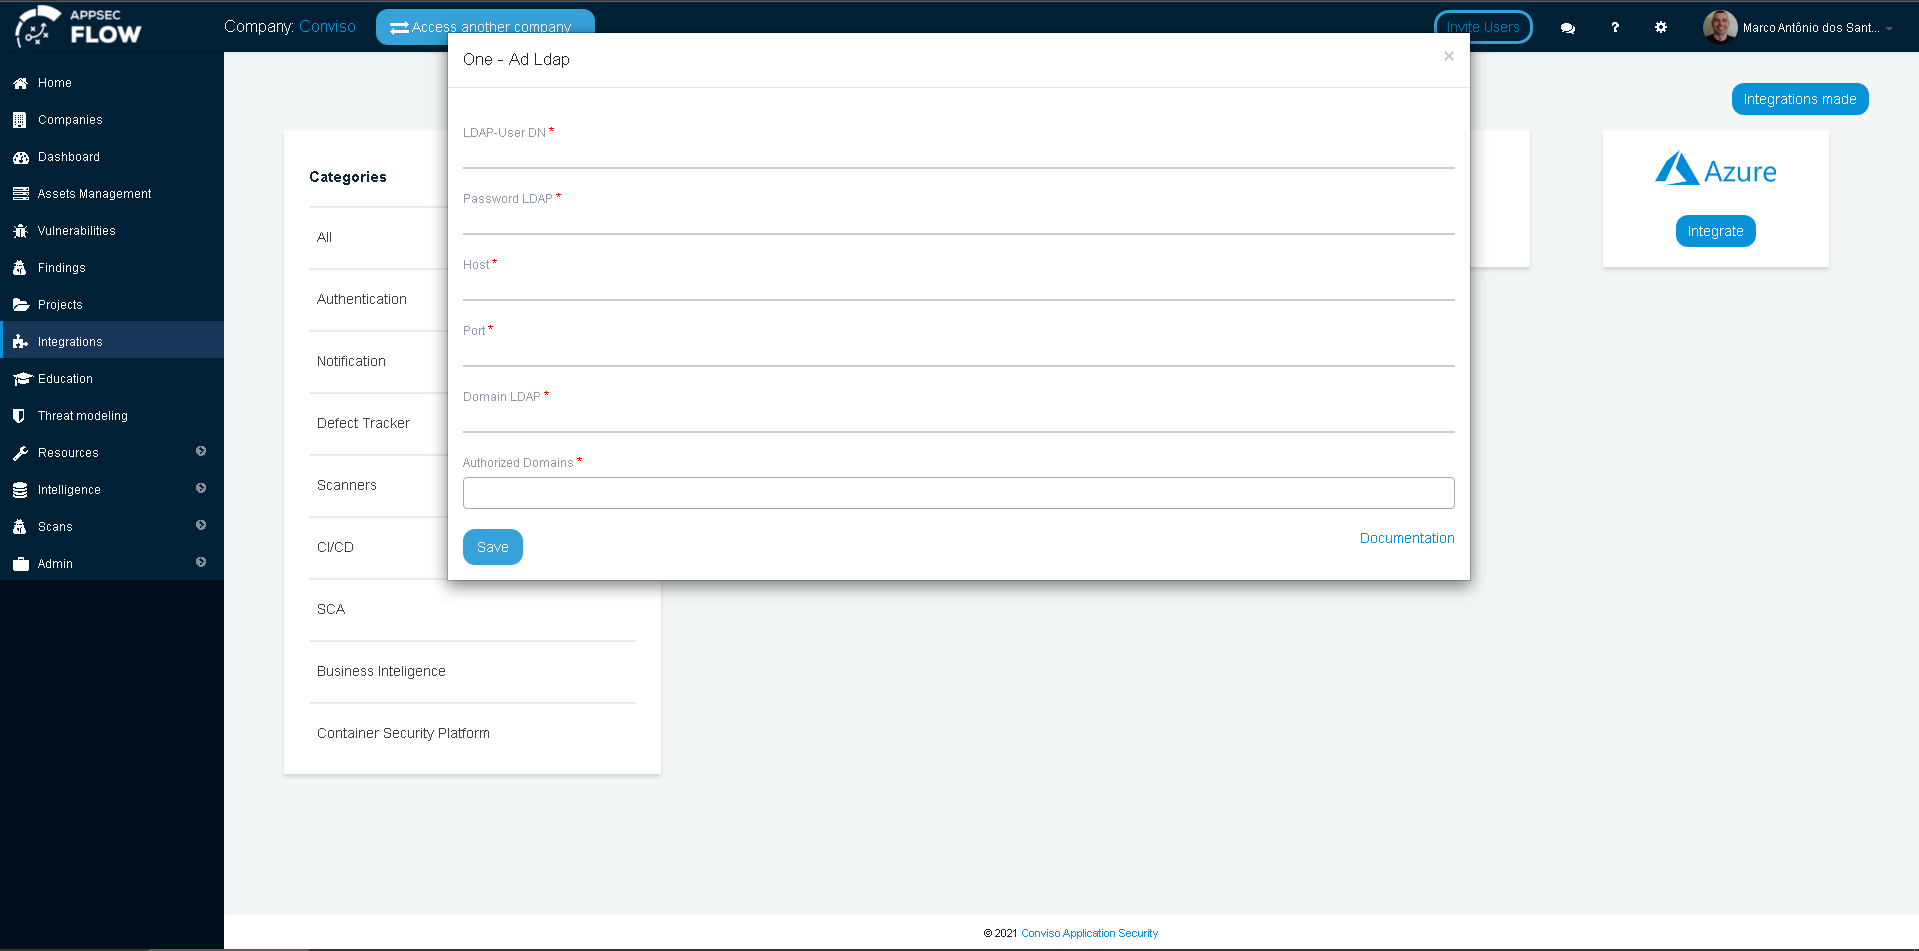 APPSEC
FLOW
Company: Conviso
Access another company
Invite Users
?
Marco Antônio dos Sant...
Home
Companies
Dashboard
Assets Management
Vulnerabilities
Findings
Projects
Integrations
Education
Threat modeling
Resources
Intelligence
Scans
Admin
Integrations made
Categories
All
Authentication
Notification
Defect Tracker
Scanners
CI/CD
SCA
Business Inteligence
Container Security Platform
One - Ad Ldap
×
LDAP-User DN *
Password LDAP *
Host *
Port *
Domain LDAP *
Authorized Domains *
Save
Documentation
Azure
Integrate
© 2021 Conviso Application Security